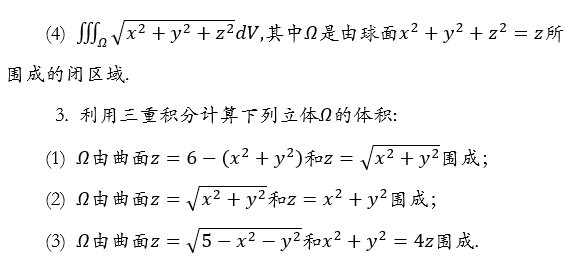 (4) ∭_Ω √(x² + y² + z²) dV,其中Ω是由球面x² + y² + z² = z所
围成的闭区域.
3. 利用三重积分计算下列立体Ω的体积:
(1) Ω由曲面z = 6 − (x² + y²)和z = √(x² + y²)围成;
(2) Ω由曲面z = √(x² + y²)和z = x² + y²围成;
(3) Ω由曲面z = √(5 − x² − y²)和x² + y² = 4z围成.